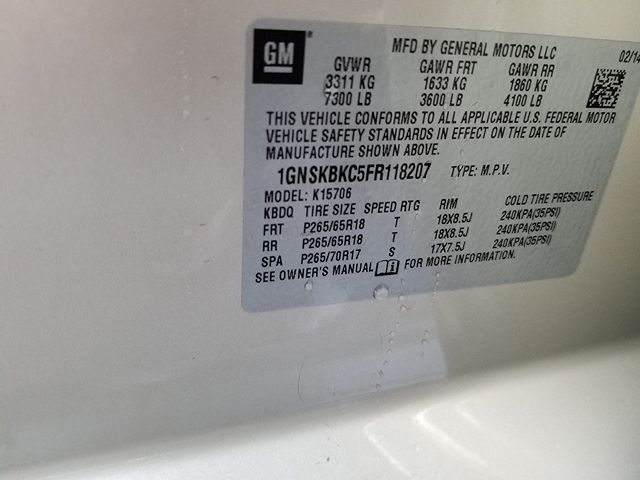 GM
MFD BY GENERAL MOTORS LLC 02/14
GVWR GAWR FRT GAWR RR
3311 KG 1633 KG 1860 KG
7300 LB 3600 LB 4100 LB
THIS VEHICLE CONFORMS TO ALL APPLICABLE U.S. FEDERAL MOTOR
VEHICLE SAFETY STANDARDS IN EFFECT ON THE DATE OF
MANUFACTURE SHOWN ABOVE.
1GNSKBKC5FR118207 TYPE: M.P.V.
MODEL: K15706
KBDQ TIRE SIZE SPEED RTG RIM COLD TIRE PRESSURE
FRT P265/65R18 T 18X8.5J 240KPA(35PSI)
RR P265/65R18 T 18X8.5J 240KPA(35PSI)
SPA P265/70R17 S 17X7.5J 240KPA(35PSI)
SEE OWNER'S MANUAL FOR MORE INFORMATION.